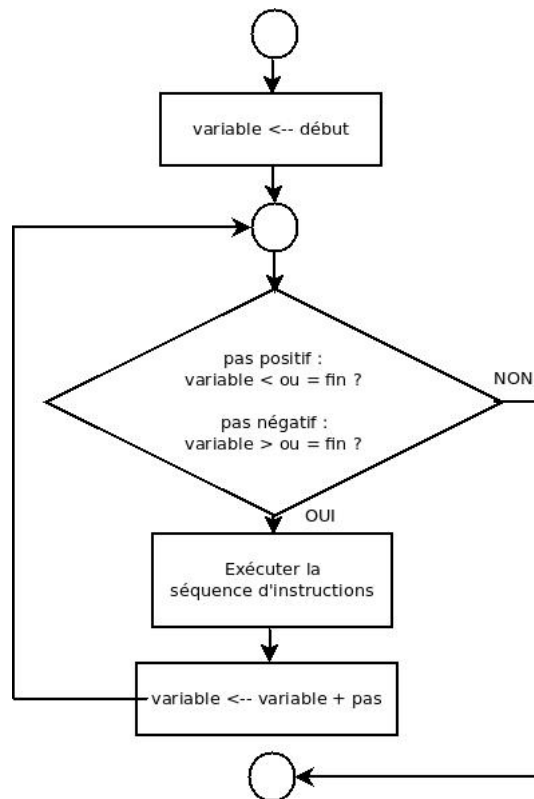 variable <-- début
pas positif :
variable < ou = fin ?
NON
pas négatif :
variable > ou = fin ?
OUI
Exécuter la
séquence d'instructions
variable <-- variable + pas